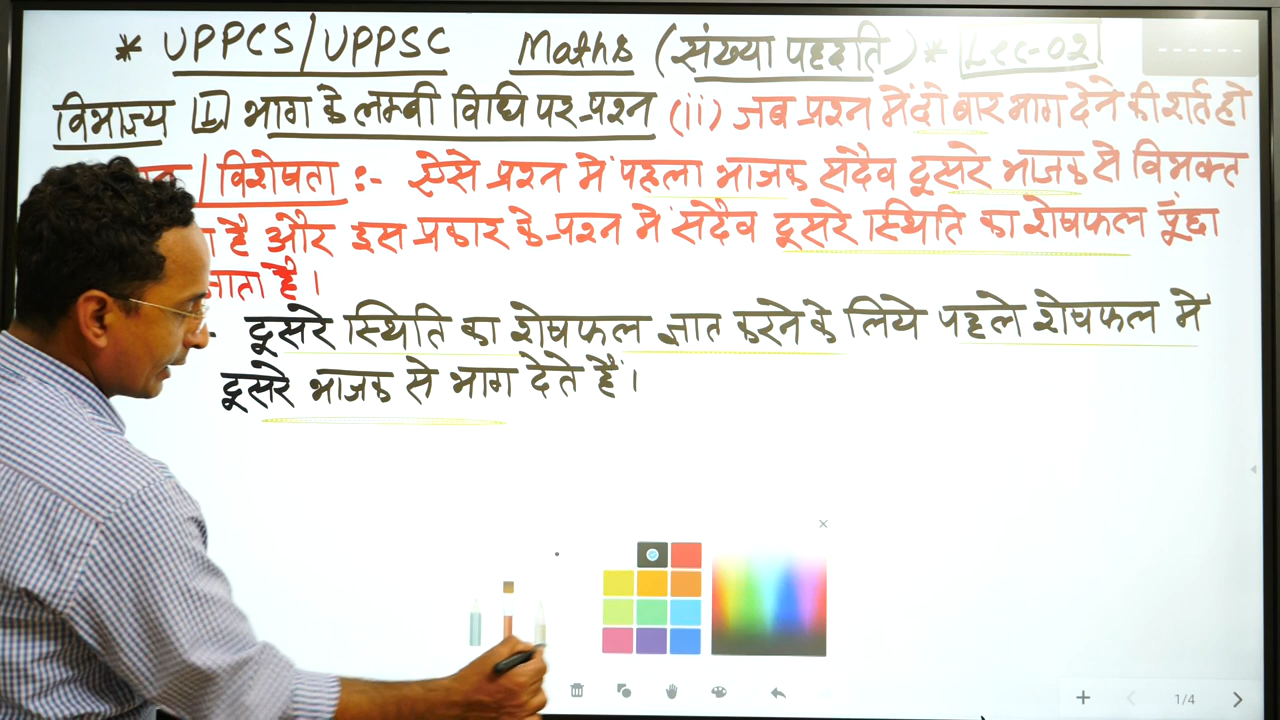 * UPPCS/UPPSC Maths (संख्या पद्दति) * Lec-02
विभाज्य I भाग के लम्बी विधि पर प्रश्न (ii) जब प्रश्न में दो बार भाग देने की शर्त हो
/विशेषता :- ऐसे प्रश्न में पहला भाजक सदैव दूसरे भाजक से विभक्त
है और इस प्रकार के प्रश्न में सदैव दूसरे स्थिति का शेषफल पूंछा
जाता है।
- दूसरे स्थिति का शेषफल ज्ञात करने के लिये पहले शेषफल में
दूसरे भाजक से भाग देते हैं।
1/4